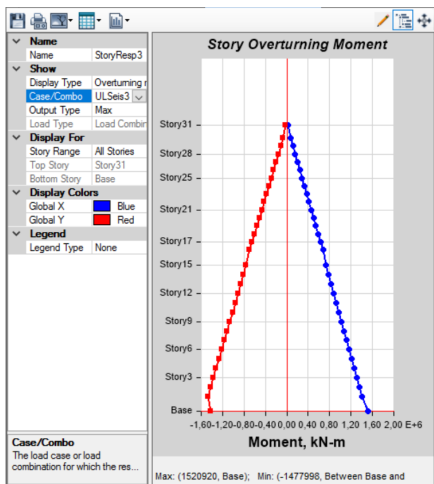 Name
Name StoryResp3
Show
Display Type Overturning r
Case/Combo ULSeis3
Output Type Max
Load Type Load Combin
Display For
Story Range All Stories
Top Story Story31
Bottom Story Base
Display Colors
Global X Blue
Global Y Red
Legend
Legend Type None
Case/Combo
The load case or load
combination for which the res...
Story Overturning Moment
Story31
Story28
Story25
Story21
Story17
Story15
Story12
Story9
Story6
Story3
Base
-1,60 -1,20 -0,80 -0,40 0,00 0,40 0,80 1,20 1,60 2,00 E+6
Moment, kN-m
Max: (1520920, Base); Min: (-1477998, Between Base and